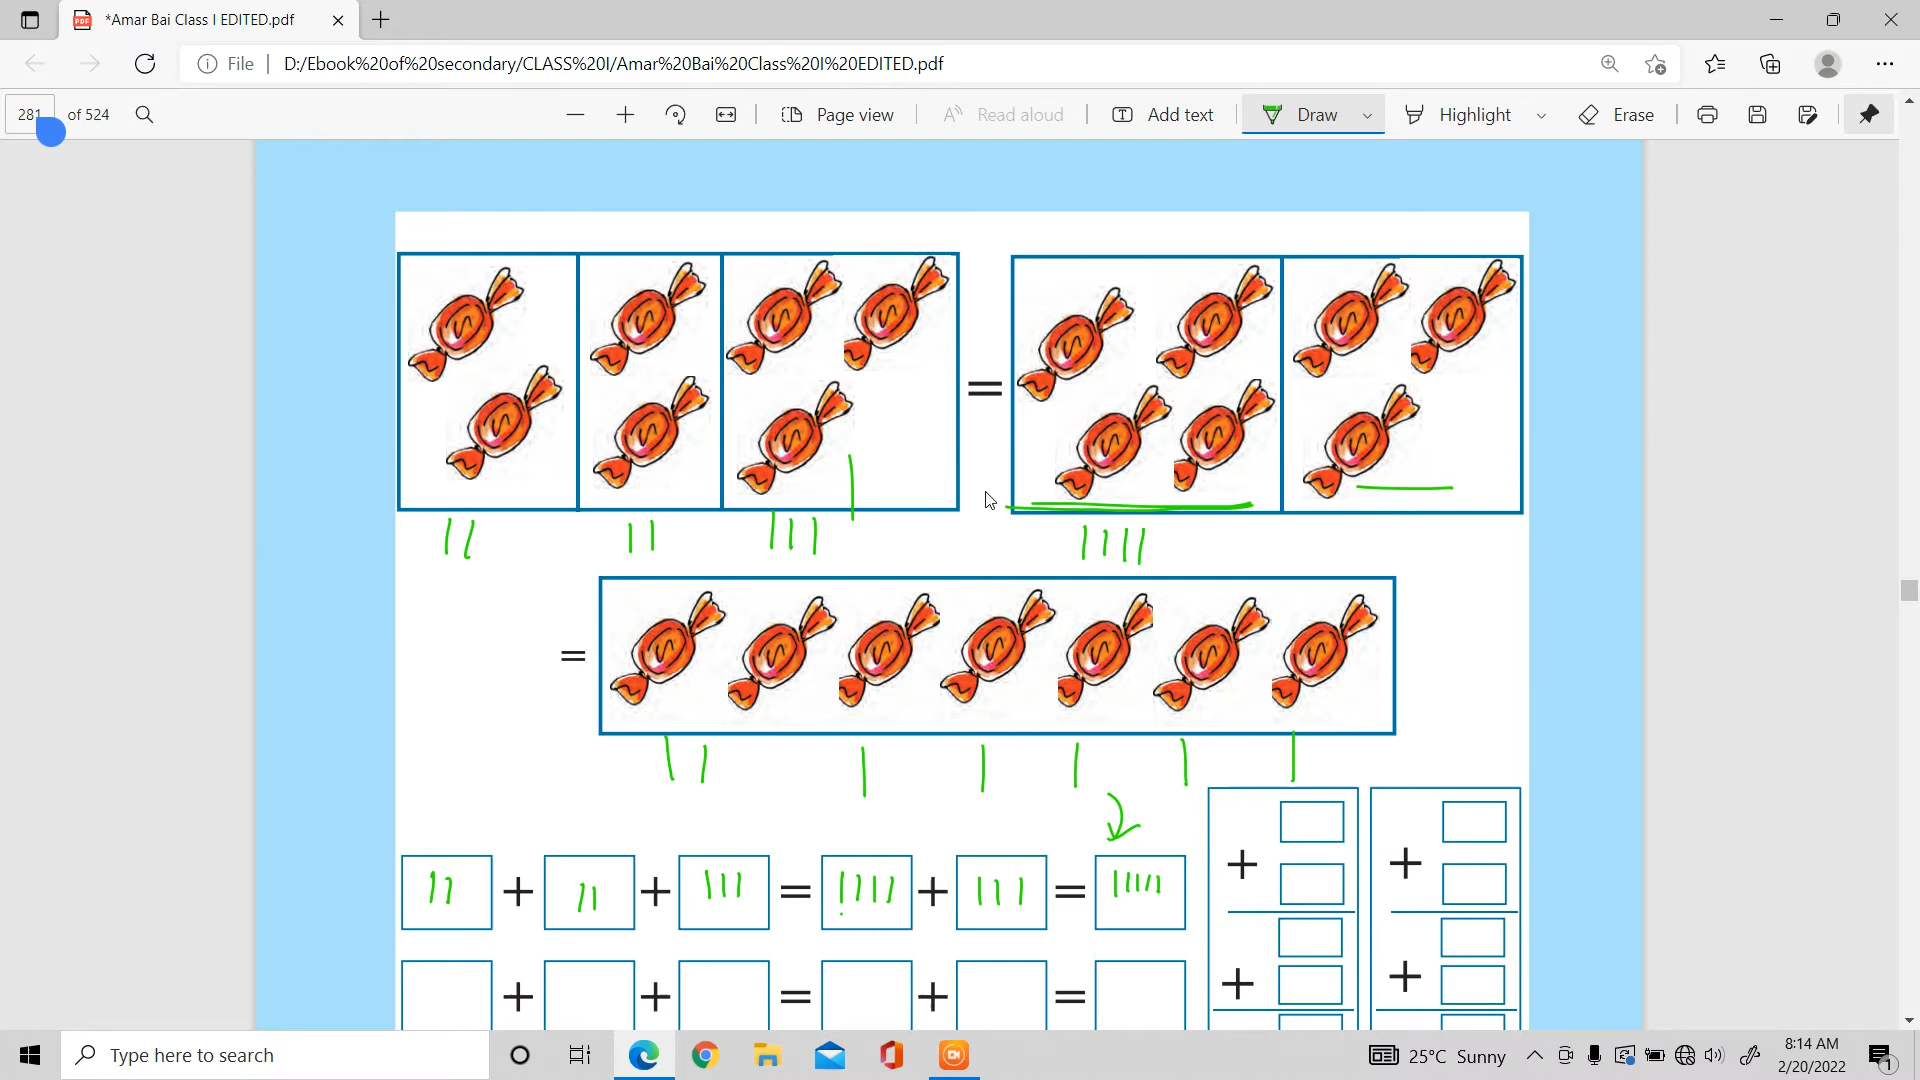 *Amar Bai Class I EDITED.pdf
File | D:/Ebook%20of%20secondary/CLASS%20I/Amar%20Bai%20Class%20I%20EDITED.pdf
281 of 524 Page view Read aloud Add text Draw Highlight Erase
=
=
+ + = + =
+ +
+ + = + =
+ +
Type here to search 25°C Sunny 8:14 AM
2/20/2022 1